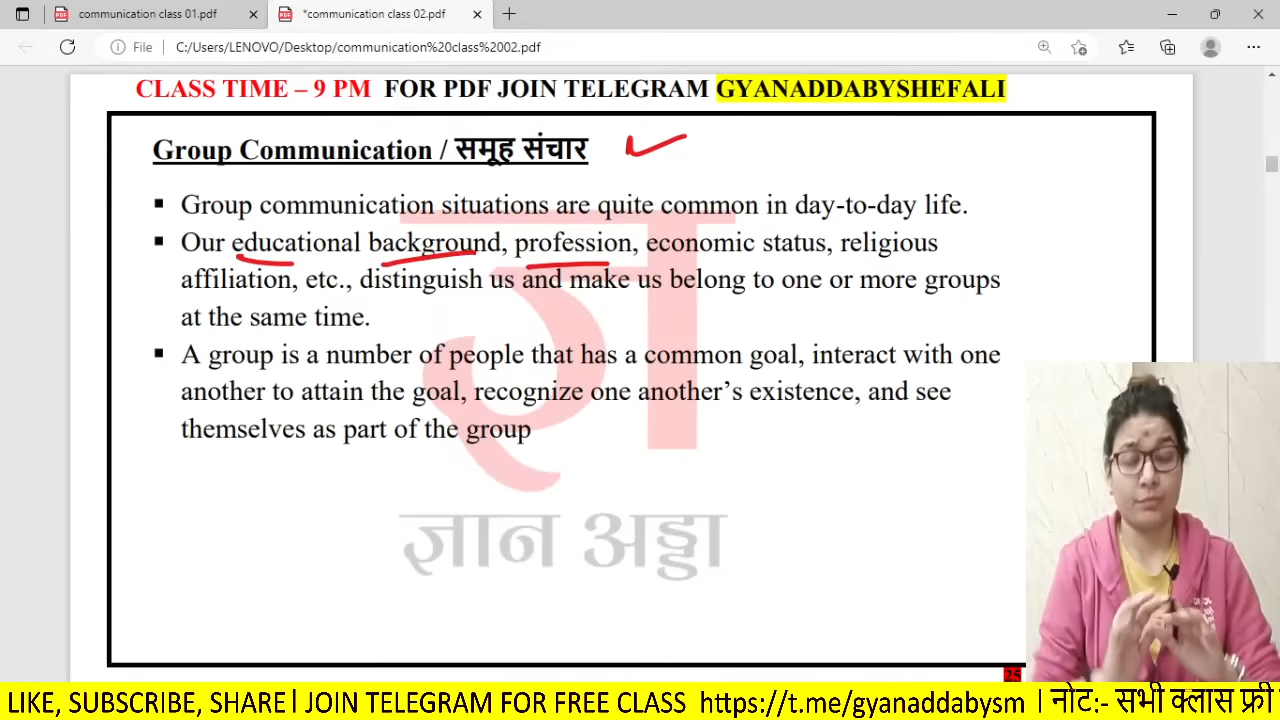 communication class 01.pdf
*communication class 02.pdf
File
C:/Users/LENOVO/Desktop/communication%20class%2002.pdf
CLASS TIME – 9 PM FOR PDF JOIN TELEGRAM GYANADDABYSHEFALI
Group Communication / समूह संचार
▪ Group communication situations are quite common in day-to-day life.
▪ Our educational background, profession, economic status, religious
affiliation, etc., distinguish us and make us belong to one or more groups
at the same time.
▪ A group is a number of people that has a common goal, interact with one
another to attain the goal, recognize one another’s existence, and see
themselves as part of the group
ज्ञ
ज्ञान अड्डा
25
LIKE, SUBSCRIBE, SHARE। JOIN TELEGRAM FOR FREE CLASS https://t.me/gyanaddabysm । नोट:- सभी क्लास फ्री